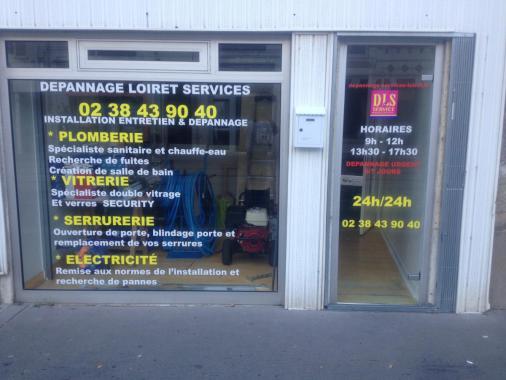 DEPANNAGE LOIRET SERVICES
02 38 43 90 40
INSTALLATION ENTRETIEN & DEPANNAGE
* PLOMBERIE
Spécialiste sanitaire et chauffe-eau
Recherche de fuites
Création de salle de bain
* VITRERIE
Spécialiste double vitrage
Et verres SECURITY
* SERRURERIE
Ouverture de porte, blindage porte et
remplacement de vos serrures
* ELECTRICITÉ
Remise aux normes de l'installation et
recherche de pannes
DLS
SERVICE
HORAIRES
9h - 12h
13h30 - 17h30
DEPANNAGE URGENT
JOURS
24h/24h
02 38 43 90 40